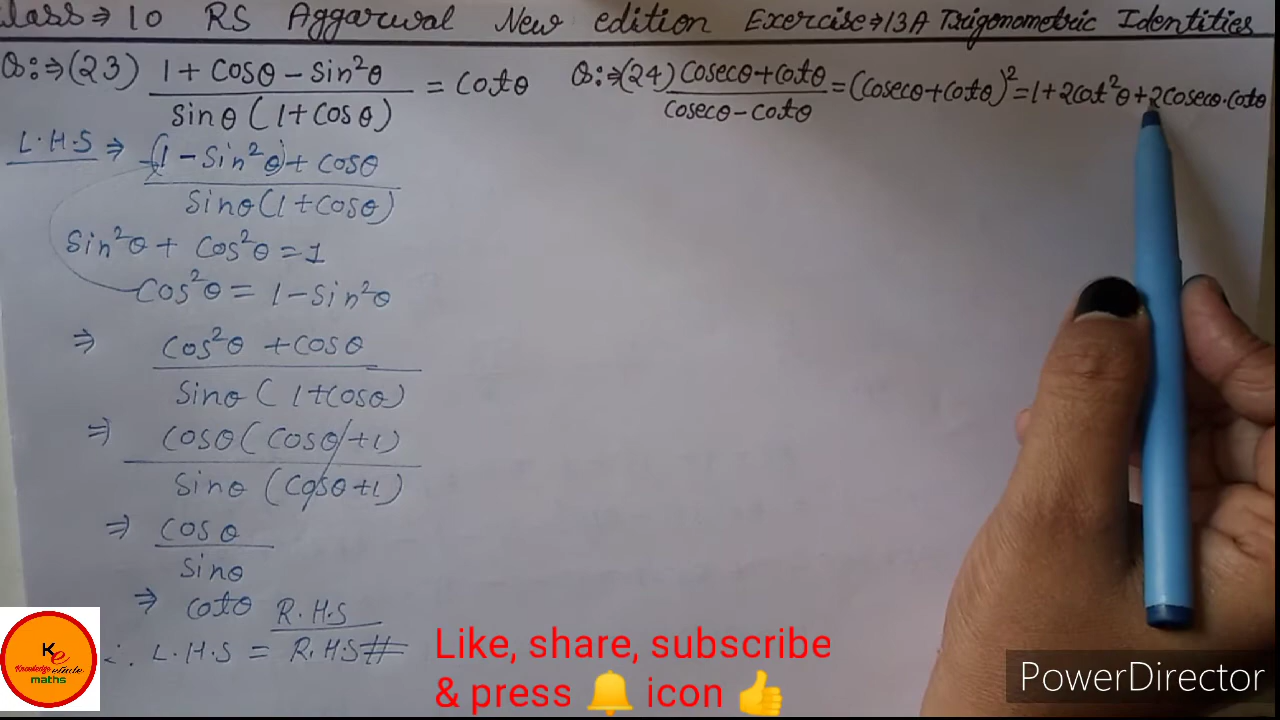 Class ⇒ 10 RS Aggarwal New edition Exercise ⇒ 13A Trigonometric Identities
Q: ⇒ (23) (1 + cosθ − sin²θ) / (sinθ (1 + cosθ)) = cotθ
L.H.S ⇒ ((1 − sin²θ) + cosθ) / (sinθ (1 + cosθ))
sin²θ + cos²θ = 1
cos²θ = 1 − sin²θ
⇒ (cos²θ + cosθ) / (sinθ (1 + cosθ))
⇒ (cosθ (cosθ + 1)) / (sinθ (cosθ + 1))
⇒ cosθ / sinθ
⇒ cotθ R.H.S
∴ L.H.S = R.H.S #
Q: ⇒ (24) (cosecθ + cotθ) / (cosecθ − cotθ) = (cosecθ + cotθ)² = 1 + 2cot²θ + 2cosecθ.cotθ
Ke
Knowledge
maths
Like, share, subscribe
& press 🔔 icon 👍
PowerDirector